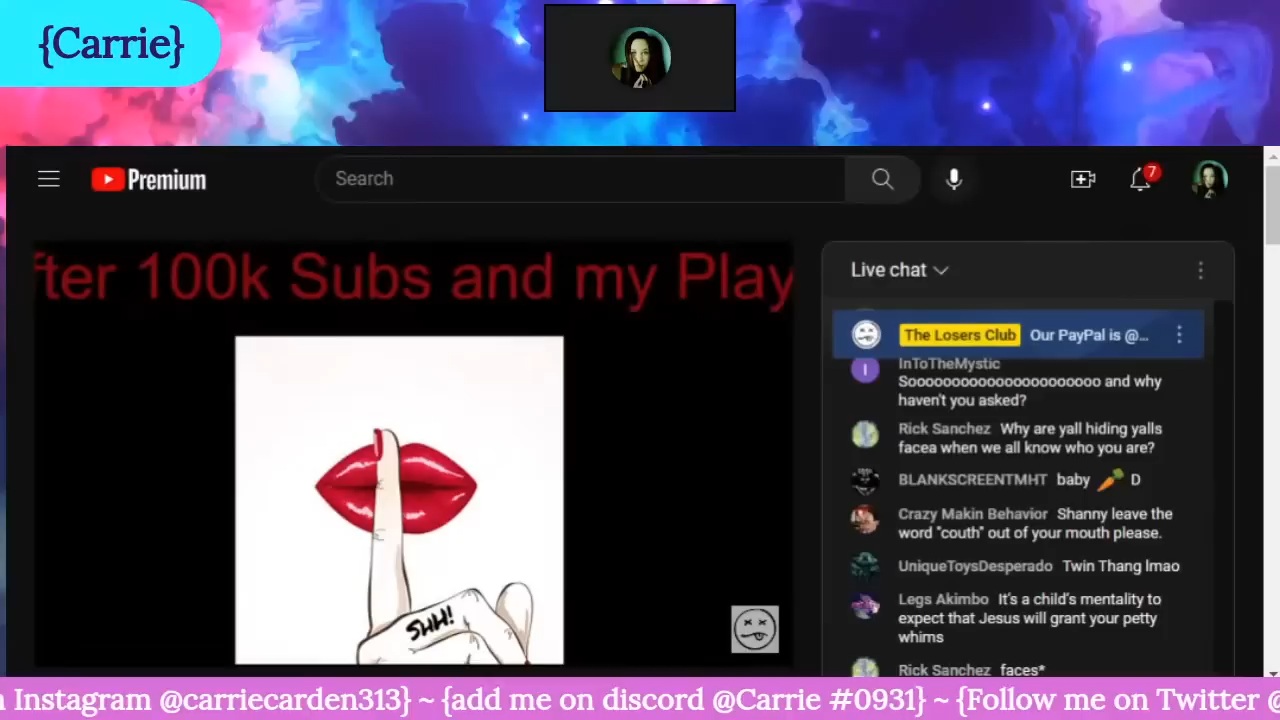 {Carrie}
Premium
Search
7
fter 100k Subs and my Play
SHH!
Live chat
The Losers Club Our PayPal is @...
InToTheMystic
Sooooooooooooooooooooooo and why
haven't you asked?
Rick Sanchez Why are yall hiding yalls
facea when we all know who you are?
BLANKSCREENTMHT baby 🥕 D
Crazy Makin Behavior Shanny leave the
word "couth" out of your mouth please.
UniqueToysDesperado Twin Thang lmao
Legs Akimbo It's a child's mentality to
expect that Jesus will grant your petty
whims
Rick Sanchez faces*
n Instagram @carriecarden313} ~ {add me on discord @Carrie #0931} ~ {Follow me on Twitter @